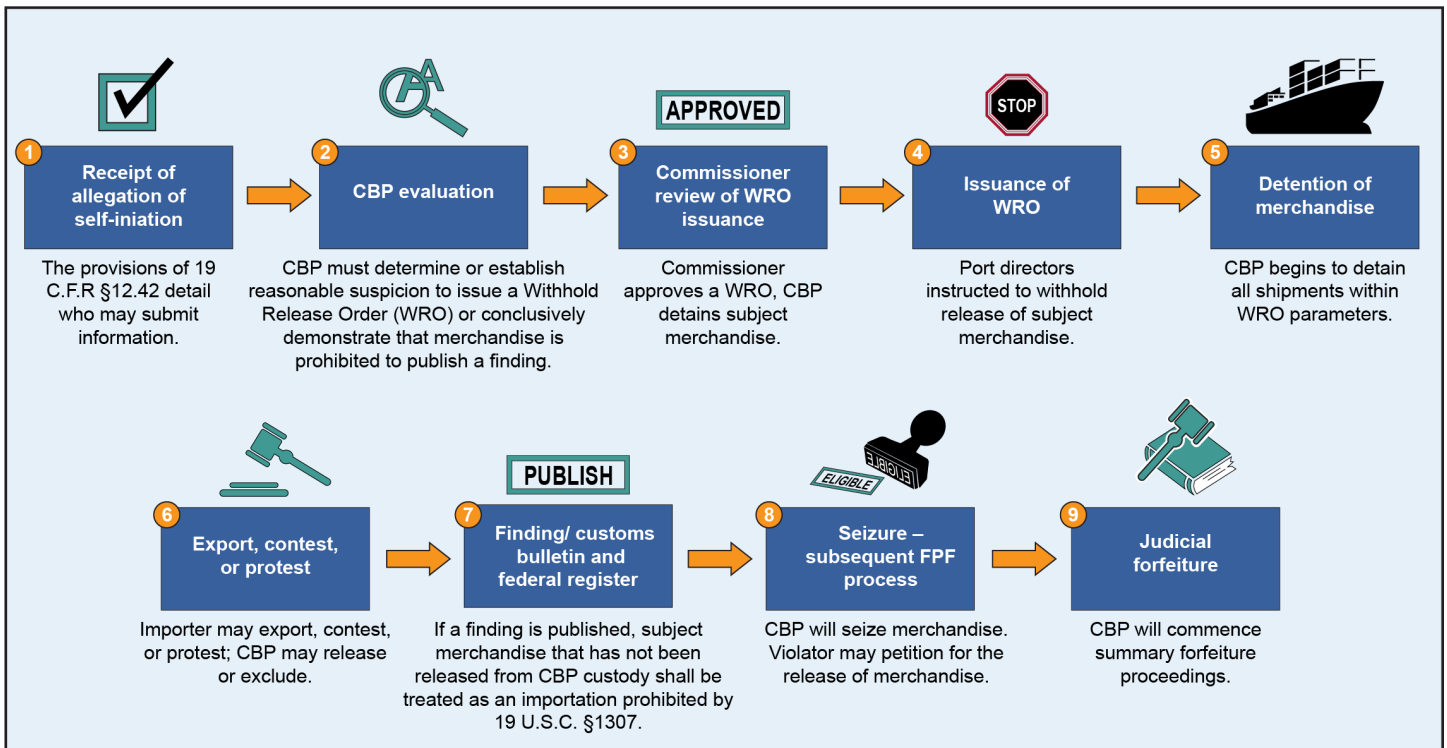 1
Receipt of
allegation of
self-iniation
The provisions of 19
C.F.R §12.42 detail
who may submit
information.
2
CBP evaluation
CBP must determine or establish
reasonable suspicion to issue a Withhold
Release Order (WRO) or conclusively
demonstrate that merchandise is
prohibited to publish a finding.
APPROVED
3
Commissioner
review of WRO
issuance
Commissioner
approves a WRO, CBP
detains subject
merchandise.
STOP
4
Issuance of
WRO
Port directors
instructed to withhold
release of subject
merchandise.
5
Detention of
merchandise
CBP begins to detain
all shipments within
WRO parameters.
6
Export, contest,
or protest
Importer may export, contest,
or protest; CBP may release
or exclude.
PUBLISH
7
Finding/ customs
bulletin and
federal register
If a finding is published, subject
merchandise that has not been
released from CBP custody shall be
treated as an importation prohibited by
19 U.S.C. §1307.
ELIGIBLE
ELIGIBLE
8
Seizure –
subsequent FPF
process
CBP will seize merchandise.
Violator may petition for the
release of merchandise.
9
Judicial
forfeiture
CBP will commence
summary forfeiture
proceedings.